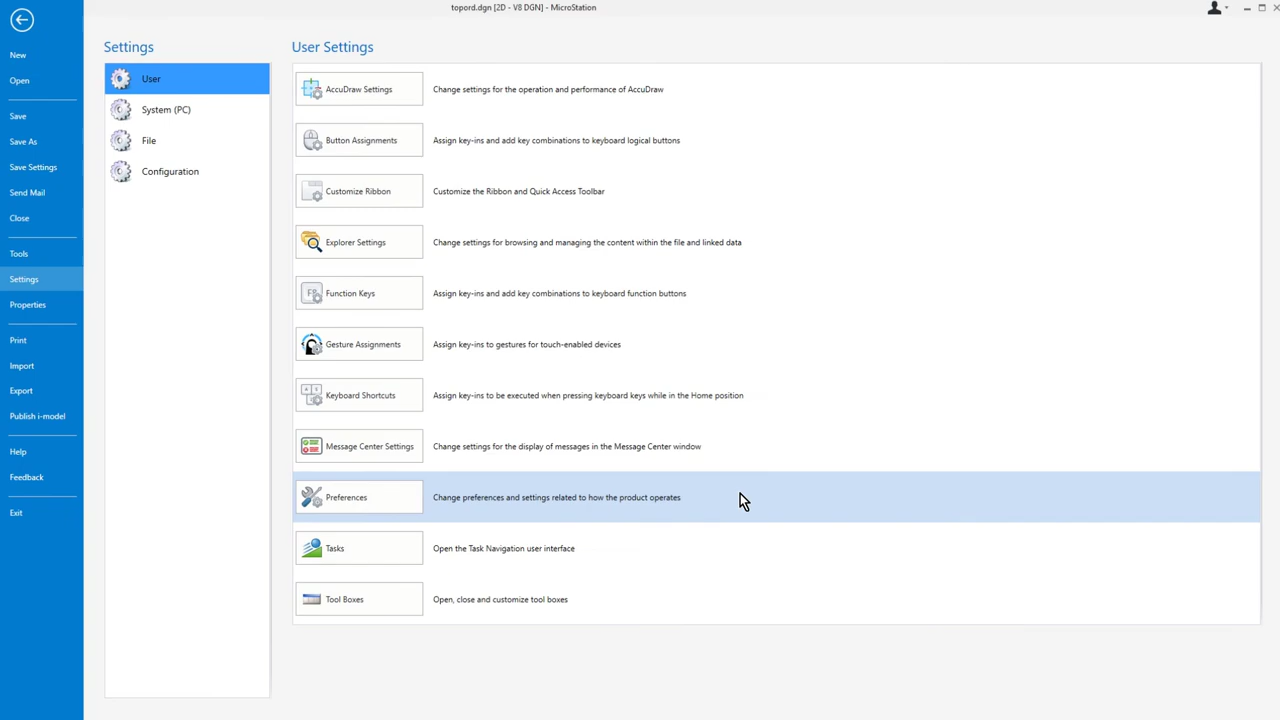 topord.dgn [2D - V8 DGN] - MicroStation
New
Open
Save
Save As
Save Settings
Send Mail
Close
Tools
Settings
Properties
Print
Import
Export
Publish i-model
Help
Feedback
Exit
Settings
User
System (PC)
File
Configuration
User Settings
AccuDraw Settings Change settings for the operation and performance of AccuDraw
Button Assignments Assign key-ins and add key combinations to keyboard logical buttons
Customize Ribbon Customize the Ribbon and Quick Access Toolbar
Explorer Settings Change settings for browsing and managing the content within the file and linked data
Function Keys Assign key-ins and add key combinations to keyboard function buttons
Gesture Assignments Assign key-ins to gestures for touch-enabled devices
Keyboard Shortcuts Assign key-ins to be executed when pressing keyboard keys while in the Home position
Message Center Settings Change settings for the display of messages in the Message Center window
Preferences Change preferences and settings related to how the product operates
Tasks Open the Task Navigation user interface
Tool Boxes Open, close and customize tool boxes